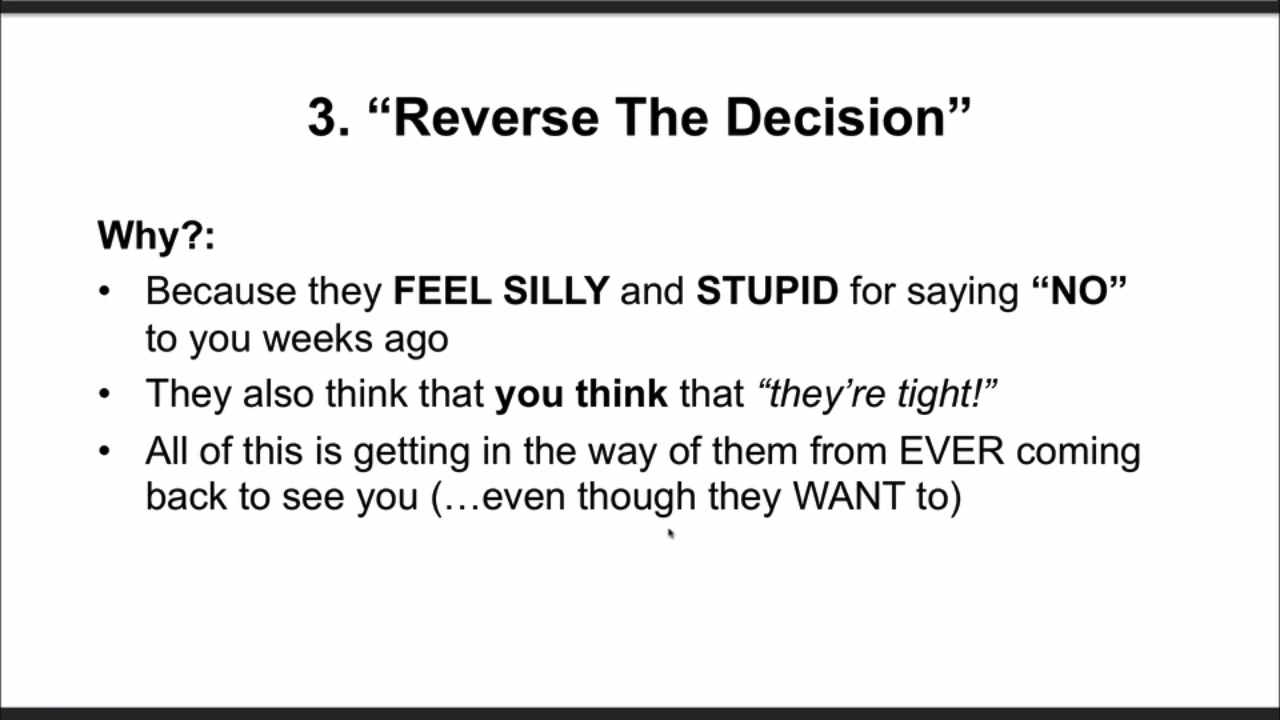 3. “Reverse The Decision”
Why?:
• Because they FEEL SILLY and STUPID for saying “NO”
to you weeks ago
• They also think that you think that “they’re tight!”
• All of this is getting in the way of them from EVER coming
back to see you (…even though they WANT to)